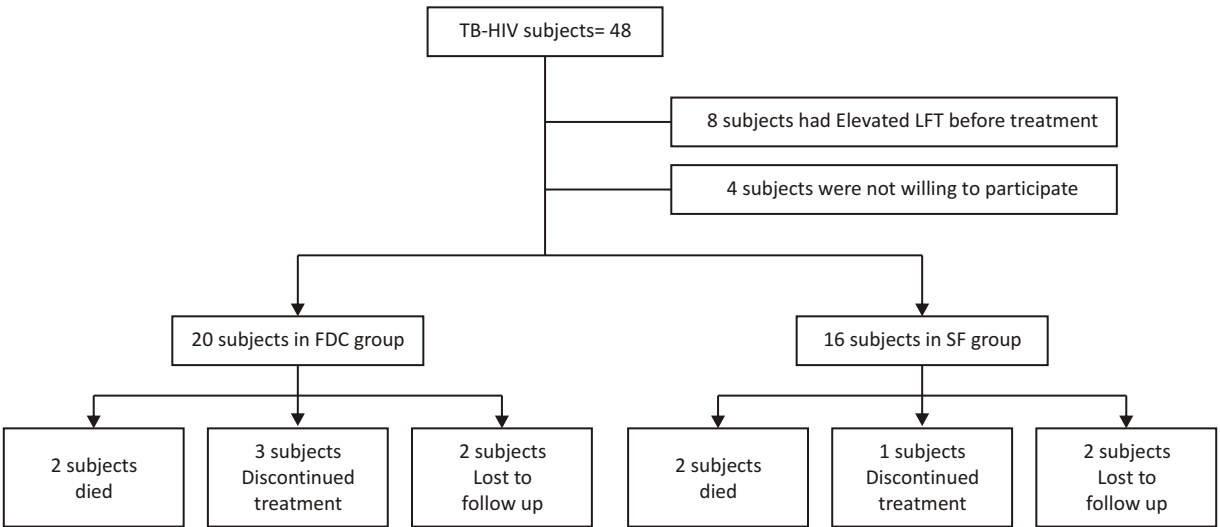 TB-HIV subjects= 48
8 subjects had Elevated LFT before treatment
4 subjects were not willing to participate
20 subjects in FDC group
16 subjects in SF group
2 subjects
died
3 subjects
Discontinued
treatment
2 subjects
Lost to
follow up
2 subjects
died
1 subjects
Discontinued
treatment
2 subjects
Lost to
follow up